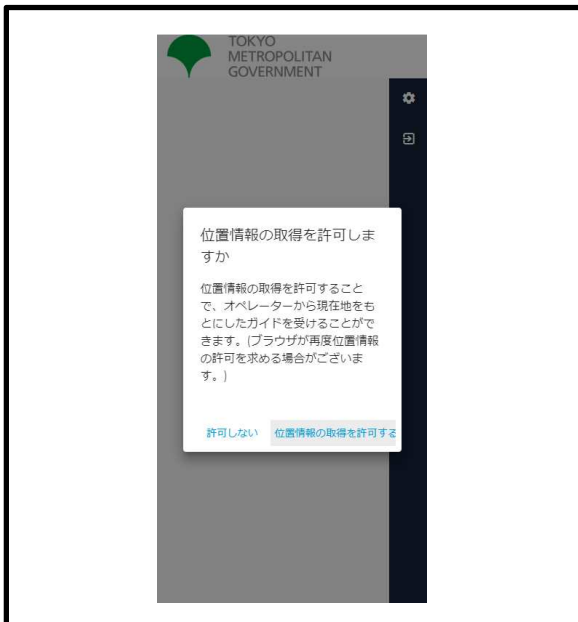 TOKYO
METROPOLITAN
GOVERNMENT
位置情報の取得を許可しま
すか
位置情報の取得を許可すること
で、オペレーターから現在地をも
とにしたガイドを受けることがで
きます。(ブラウザが再度位置情報
の許可を求める場合がございま
す。)
許可しない 位置情報の取得を許可する